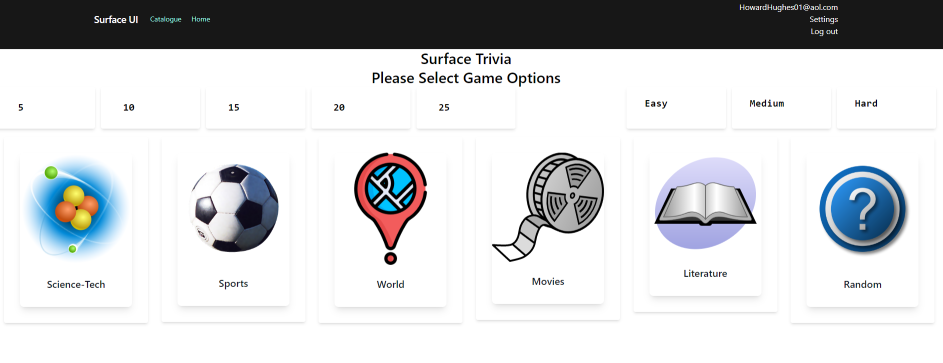 HowardHughes01@aol.com
Surface UI Catalogue Home Settings
Log out
Surface Trivia
Please Select Game Options
5 10 15 20 25 Easy Medium Hard
Science-Tech Sports World Movies Literature Random